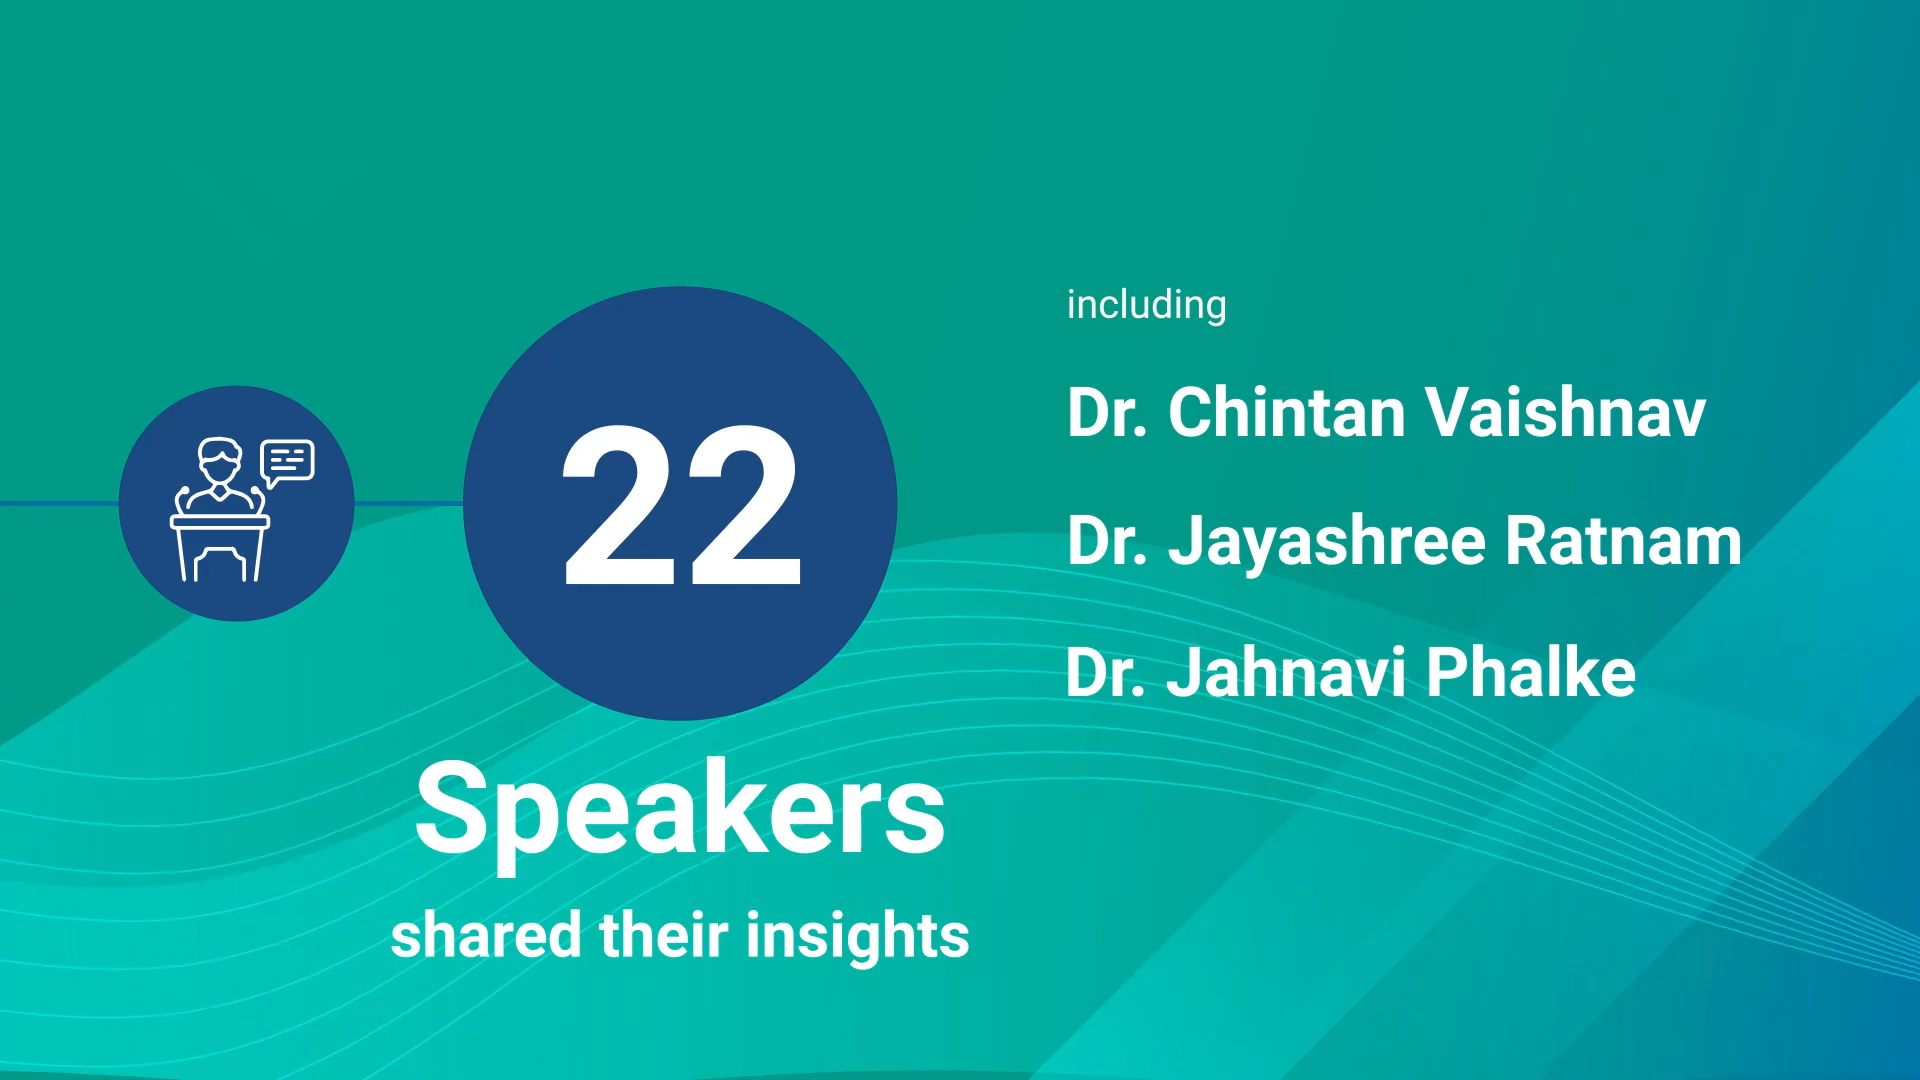 22
Speakers
shared their insights
including
Dr. Chintan Vaishnav
Dr. Jayashree Ratnam
Dr. Jahnavi Phalke